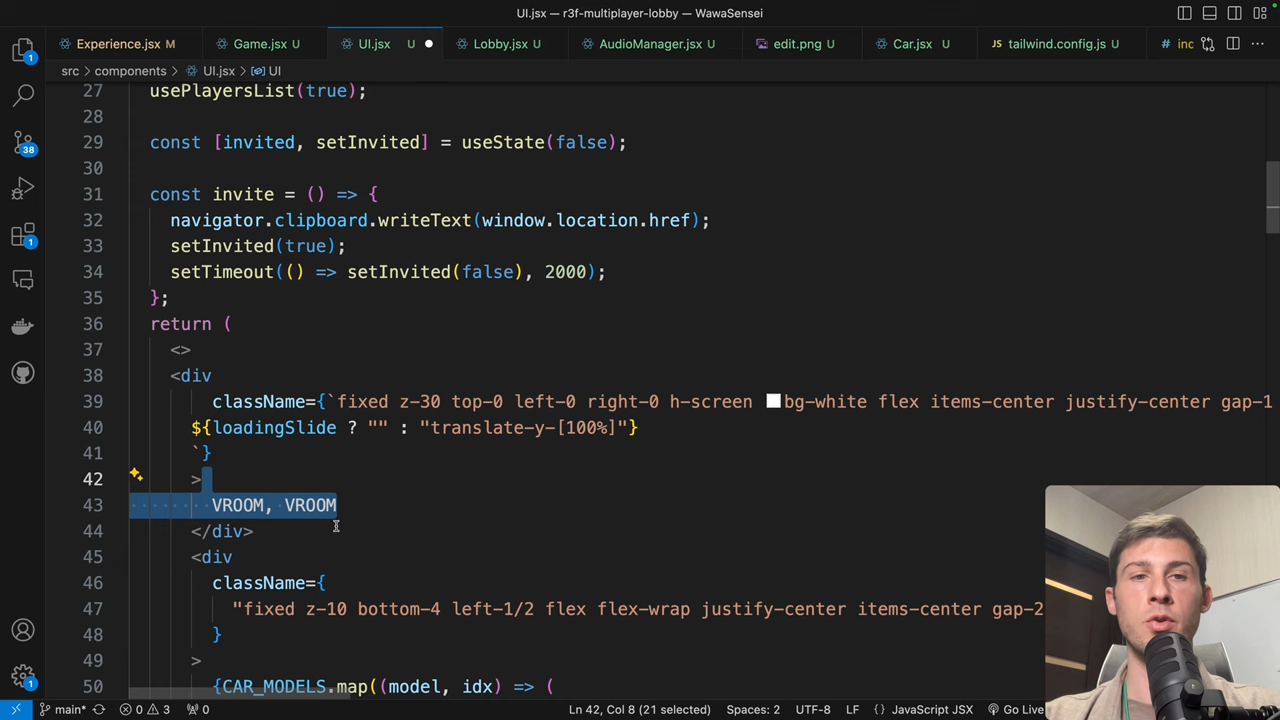 UI.jsx — r3f-multiplayer-lobby — WawaSensei
Experience.jsx M Game.jsx U UI.jsx U Lobby.jsx U AudioManager.jsx U edit.png U Car.jsx U tailwind.config.js U # inc
src > components > UI.jsx > UI
27 usePlayersList(true);
28
29 const [invited, setInvited] = useState(false);
30
31 const invite = () => {
32 navigator.clipboard.writeText(window.location.href);
33 setInvited(true);
34 setTimeout(() => setInvited(false), 2000);
35 };
36 return (
37 <>
38 <div
39 className={`fixed z-30 top-0 left-0 right-0 h-screen bg-white flex items-center justify-center gap-1
40 ${loadingSlide ? "" : "translate-y-[100%]"}
41 `}
42 >
43 VROOM, VROOM
44 </div>
45 <div
46 className={
47 "fixed z-10 bottom-4 left-1/2 flex flex-wrap justify-center items-center gap-2
48 }
49 >
50 {CAR_MODELS.map((model, idx) => (
1
38
1
1
main* 0 3 0 Ln 42, Col 8 (21 selected) Spaces: 2 UTF-8 LF {} JavaScript JSX Go Live